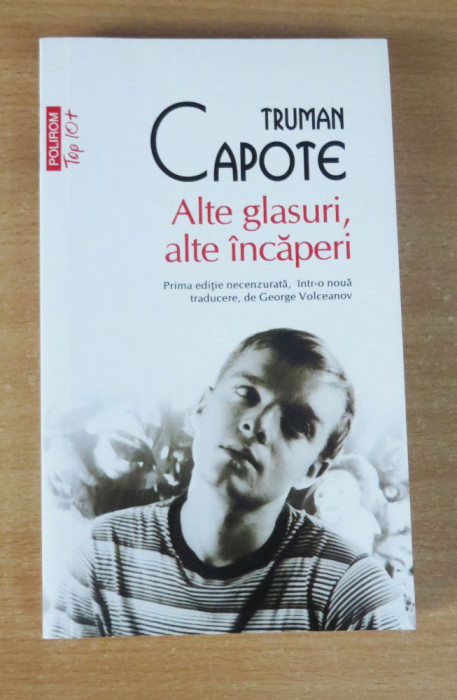 POLIROM
Top 10+
TRUMAN
CAPOTE
Alte glasuri,
alte încăperi
Prima ediție necenzurată, într-o nouă
traducere, de George Volceanov